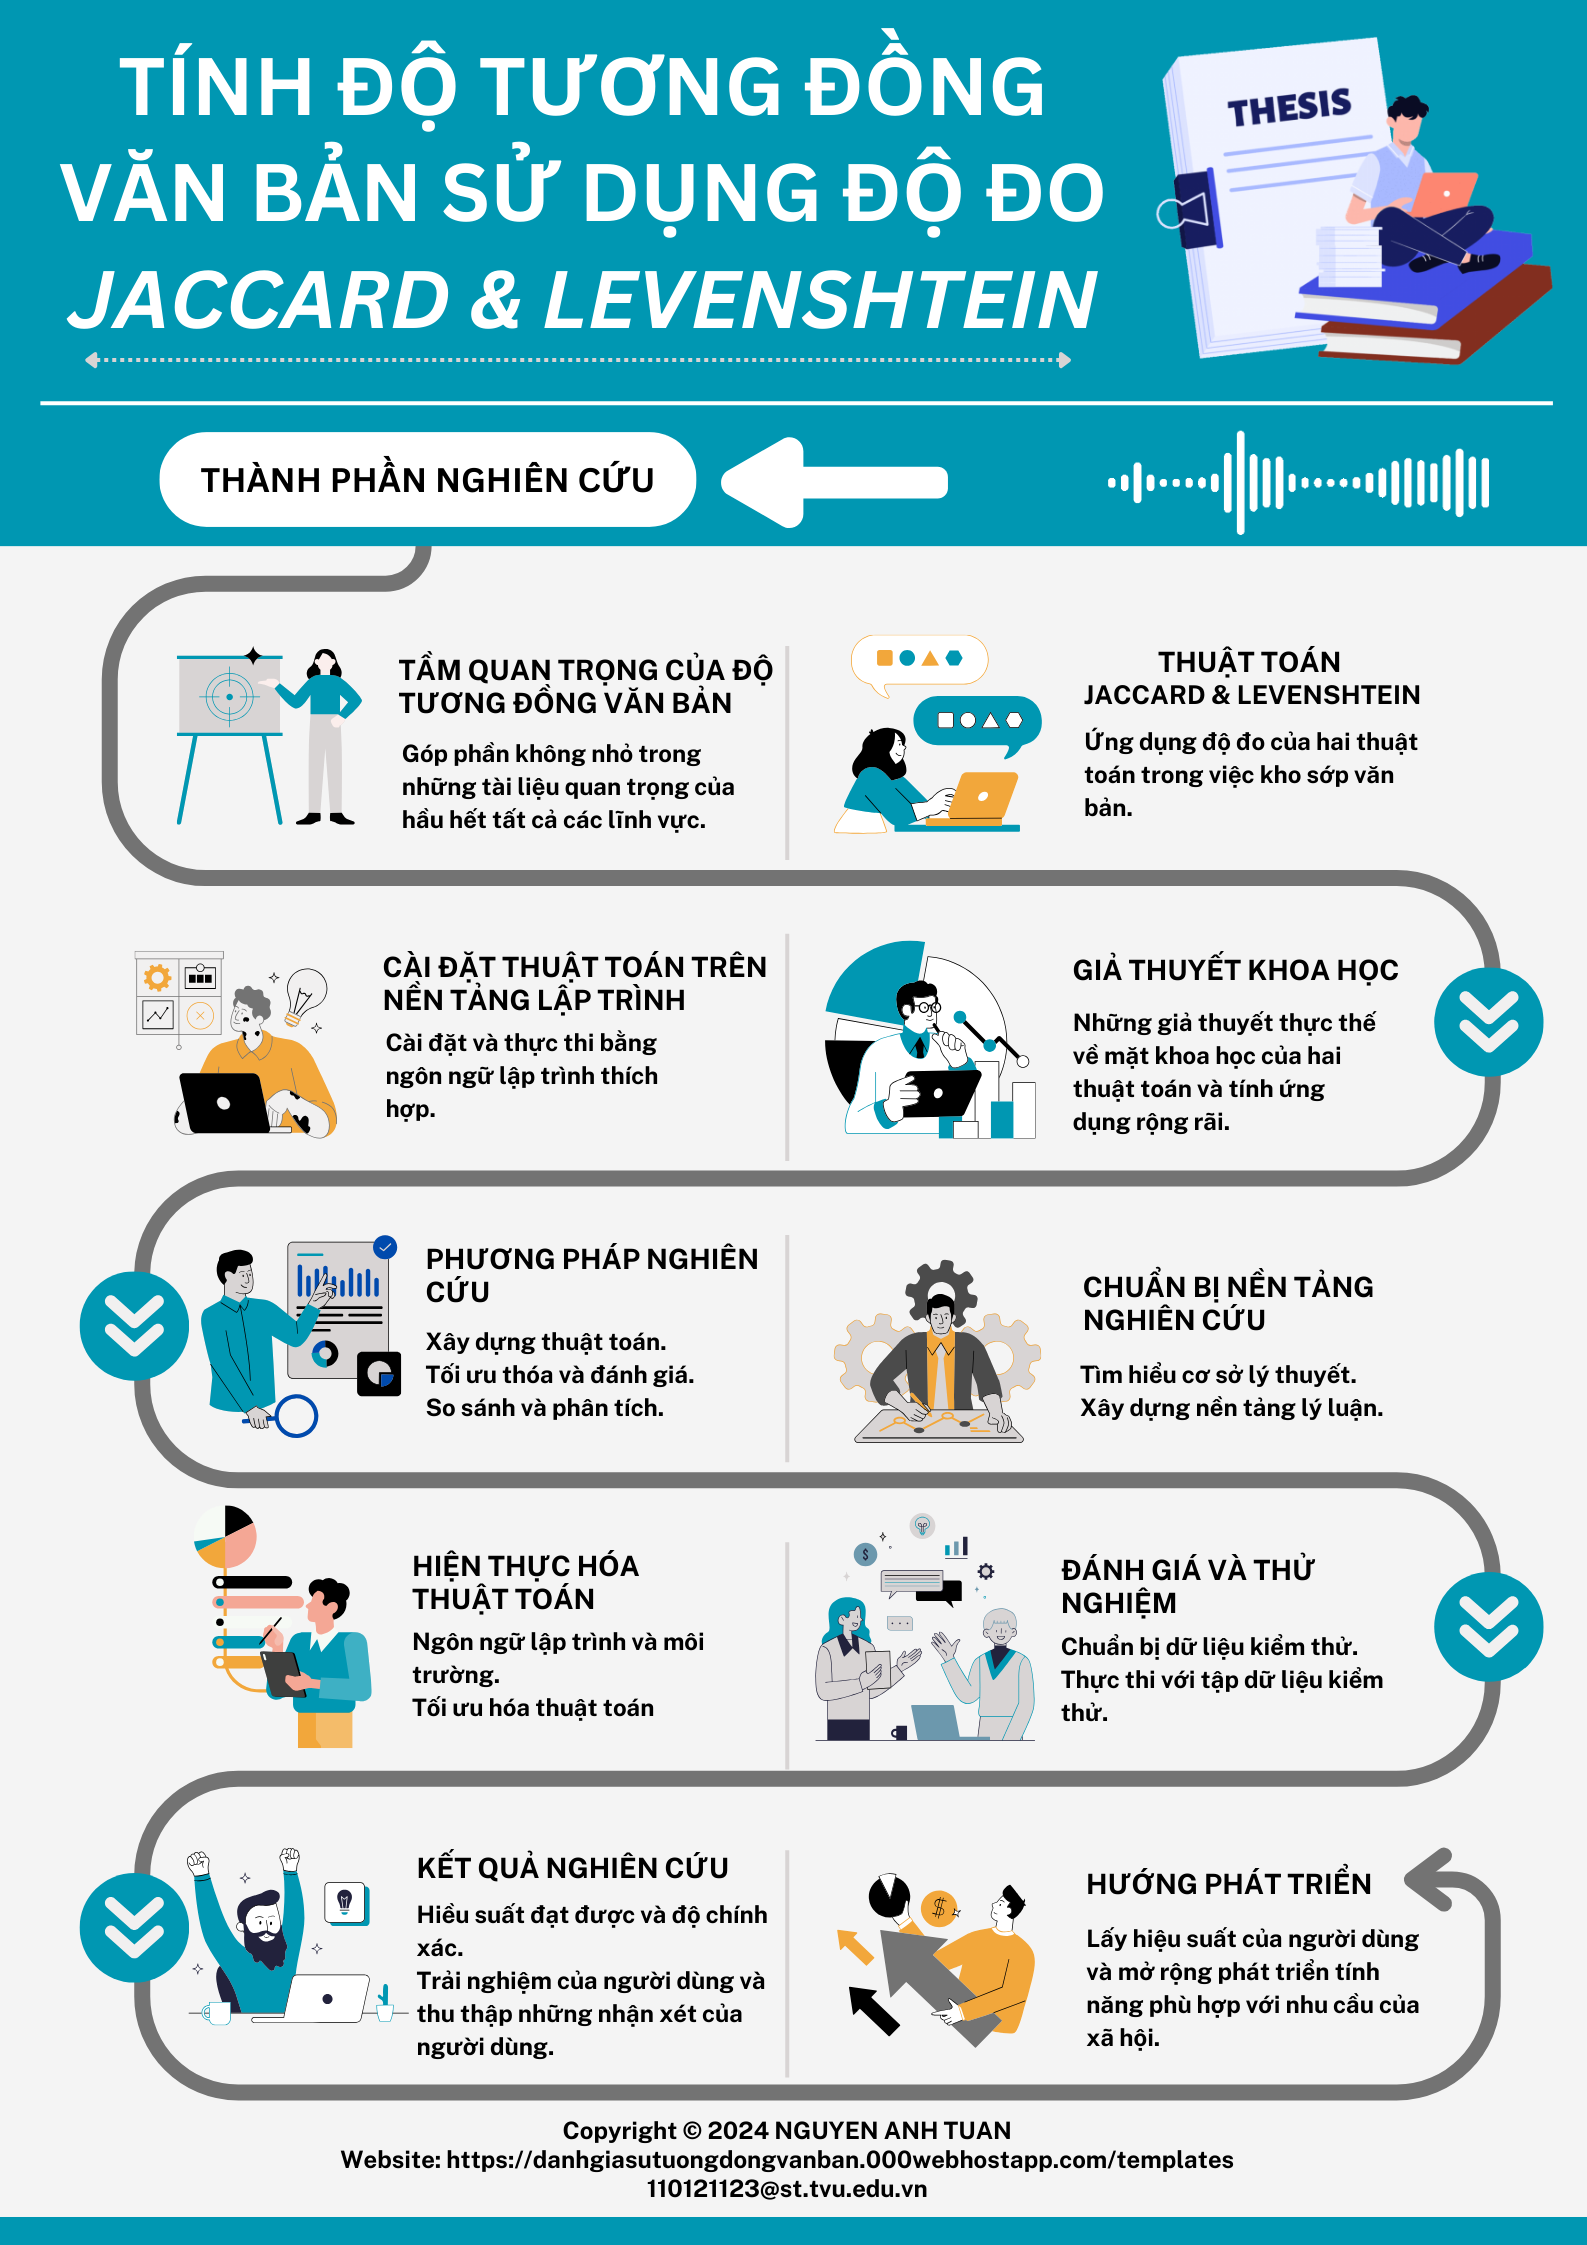 TÍNH ĐỘ TƯƠNG ĐỒNG
VĂN BẢN SỬ DỤNG ĐỘ ĐO
JACCARD & LEVENSHTEIN
THESIS
THÀNH PHẦN NGHIÊN CỨU
TẦM QUAN TRỌNG CỦA ĐỘ
TƯƠNG ĐỒNG VĂN BẢN
Góp phần không nhỏ trong
những tài liệu quan trọng của
hầu hết tất cả các lĩnh vực.
THUẬT TOÁN
JACCARD & LEVENSHTEIN
Ứng dụng độ đo của hai thuật
toán trong việc kho sớp văn
bản.
CÀI ĐẶT THUẬT TOÁN TRÊN
NỀN TẢNG LẬP TRÌNH
Cài đặt và thực thi bằng
ngôn ngữ lập trình thích
hợp.
GIẢ THUYẾT KHOA HỌC
Những giả thuyết thực thế
về mặt khoa học của hai
thuật toán và tính ứng
dụng rộng rãi.
PHƯƠNG PHÁP NGHIÊN
CỨU
Xây dựng thuật toán.
Tối ưu thóa và đánh giá.
So sánh và phân tích.
CHUẨN BỊ NỀN TẢNG
NGHIÊN CỨU
Tìm hiểu cơ sở lý thuyết.
Xây dựng nền tảng lý luận.
HIỆN THỰC HÓA
THUẬT TOÁN
Ngôn ngữ lập trình và môi
trường.
Tối ưu hóa thuật toán
ĐÁNH GIÁ VÀ THỬ
NGHIỆM
Chuẩn bị dữ liệu kiểm thử.
Thực thi với tập dữ liệu kiểm
thử.
KẾT QUẢ NGHIÊN CỨU
Hiều suất đạt được và độ chính
xác.
Trải nghiệm của người dùng và
thu thập những nhận xét của
người dùng.
HƯỚNG PHÁT TRIỂN
Lấy hiệu suất của người dùng
và mở rộng phát triển tính
năng phù hợp với nhu cầu của
xã hội.
Copyright © 2024 NGUYEN ANH TUAN
Website: https://danhgiasutuongdongvanban.000webhostapp.com/templates
110121123@st.tvu.edu.vn